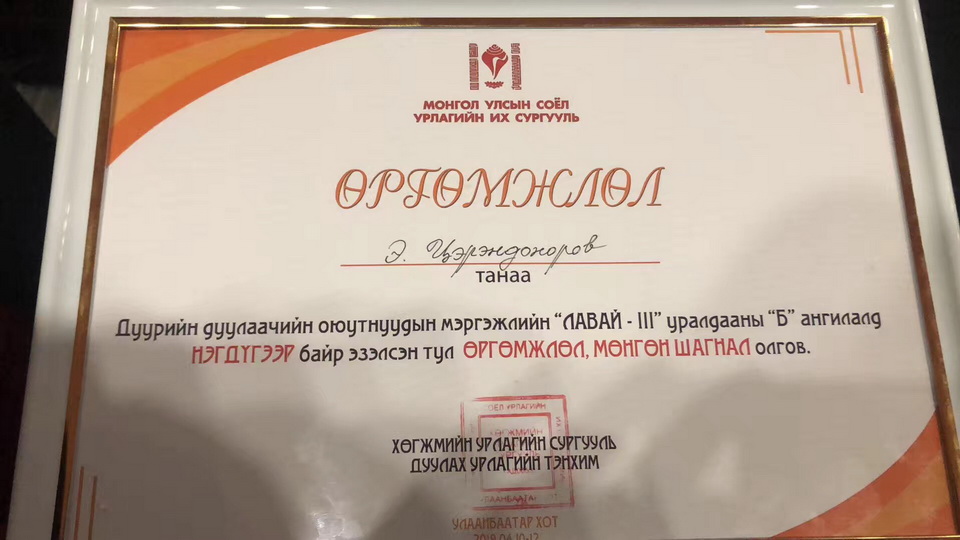 МОНГОЛ УЛСЫН СОЁЛ
УРЛАГИЙН ИХ СУРГУУЛЬ
ӨРГӨМЖЛӨЛ
Э. Цэрэндоноров
танаа
Дуурийн дуулаачийн оюутнуудын мэргэжлийн “ЛАВАЙ - III” уралдааны “Б” ангилалд
НЭГДҮГЭЭР байр эзэлсэн тул ӨРГӨМЖЛӨЛ, МӨНГӨН ШАГНАЛ олгов.
ХӨГЖМИЙН УРЛАГИЙН СУРГУУЛЬ
ДУУЛАХ УРЛАГИЙН ТЭНХИМ
УЛААНБААТАР ХОТ